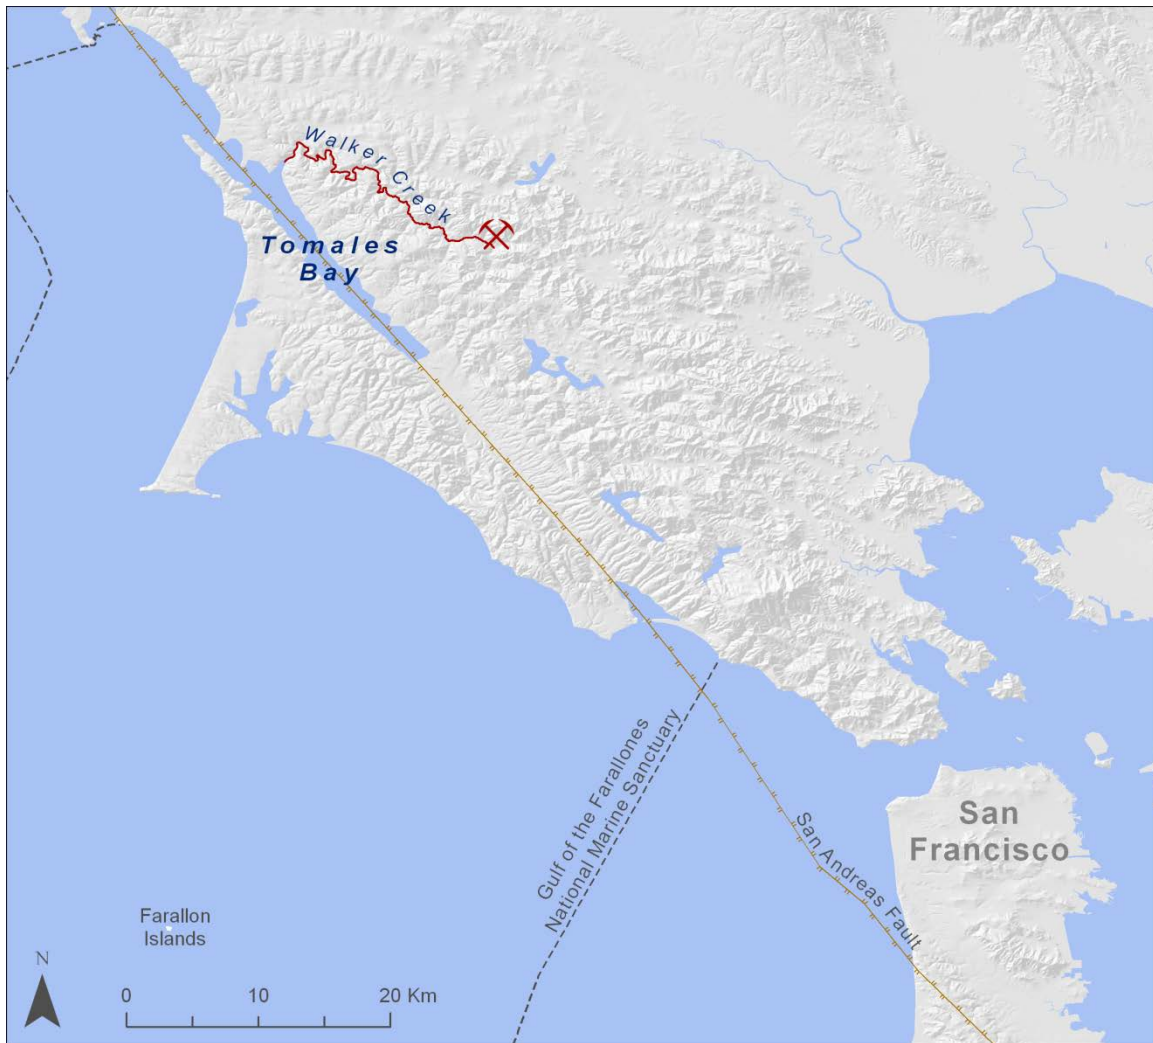 Walker Creek
Tomales
Bay
Gulf of the Farallones
National Marine Sanctuary
San Andreas Fault
San
Francisco
Farallon
Islands
N
0 10 20 Km